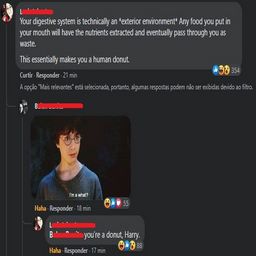 Your digestive system is technically an *exterior environment* Any food you put in
your mouth will have the nutrients extracted and eventually pass through you as
waste.
This essentially makes you a human donut.
354
Curtir · Responder · 21 min
A opção "Mais relevantes" está selecionada, portanto, algumas respostas podem não ser exibidas devido ao filtro.
I'm a what?
55
Haha · Responder · 18 min
you're a donut, Harry.
88
Haha · Responder · 17 min